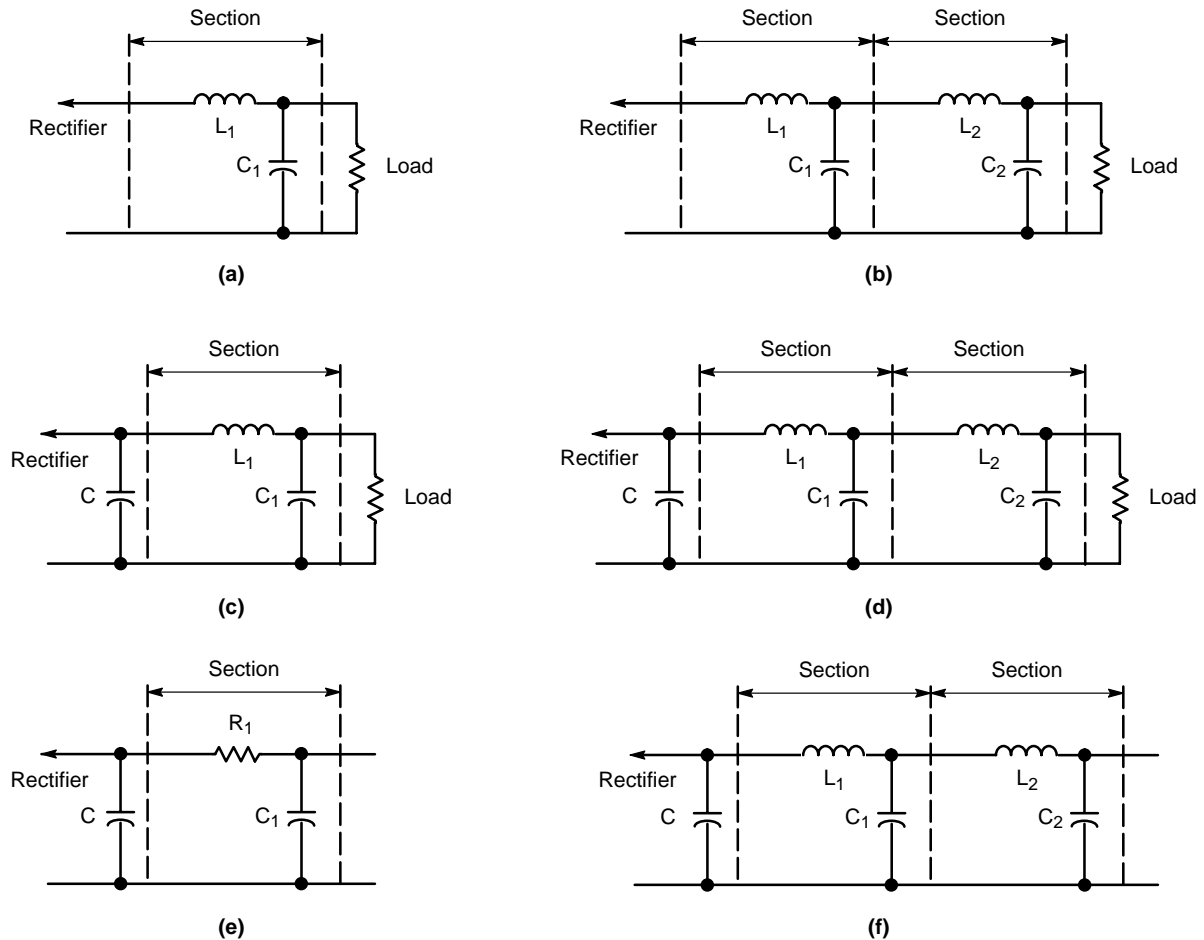 Section
Rectifier
L1
C1
Load
(a)
Section Section
Rectifier
L1 L2
C1 C2
Load
(b)
Section
Rectifier
L1
C C1
Load
(c)
Section Section
Rectifier
L1 L2
C C1 C2
Load
(d)
Section
R1
Rectifier
C C1
(e)
Section Section
Rectifier
L1 L2
C C1 C2
(f)